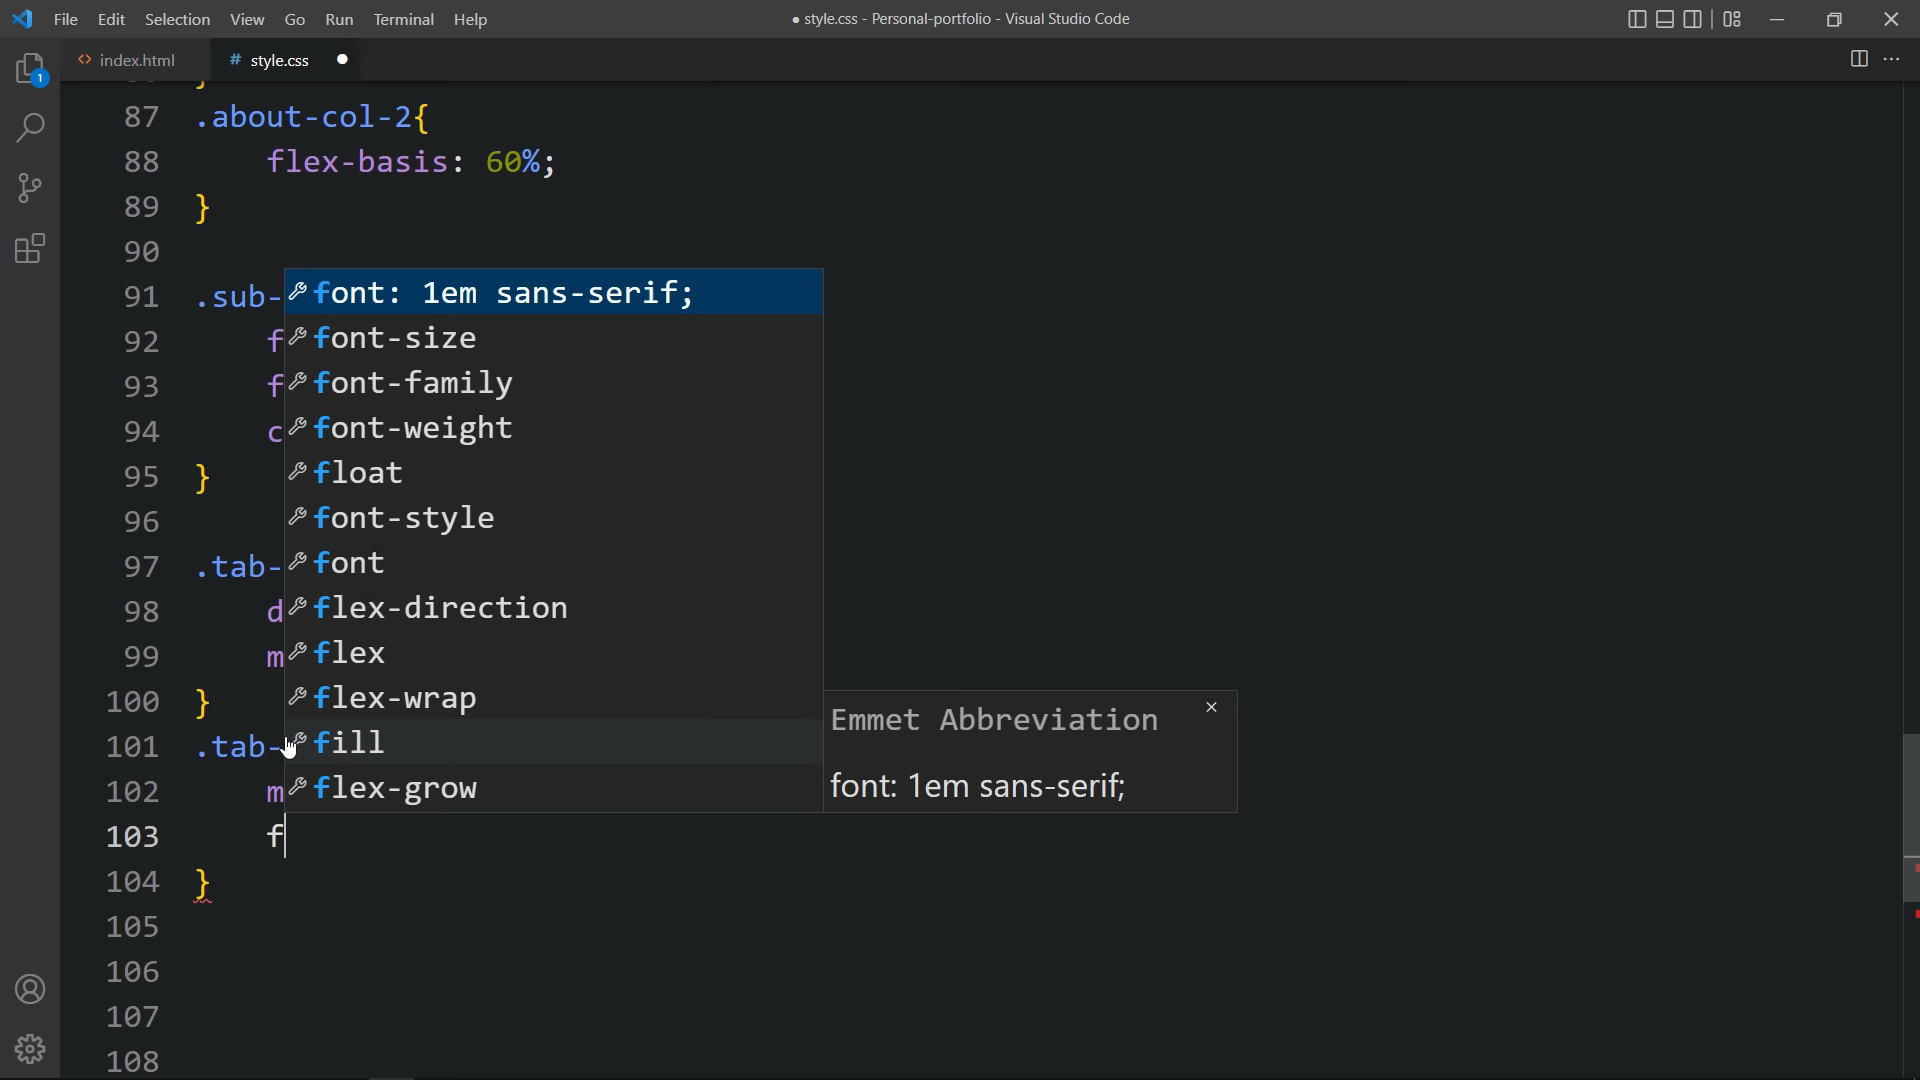 File Edit Selection View Go Run Terminal Help
● style.css - Personal-portfolio - Visual Studio Code
<> index.html # style.css ●
1
87 .about-col-2{
88 flex-basis: 60%;
89 }
90
91 .sub-
92 f
93 f
94 c
95 }
96
97 .tab-
98 d
99 m
100 }
101 .tab-
102 m
103 f
104 }
105
106
107
108
font: 1em sans-serif;
font-size
font-family
font-weight
float
font-style
font
flex-direction
flex
flex-wrap
fill
flex-grow
Emmet Abbreviation
font: 1em sans-serif;